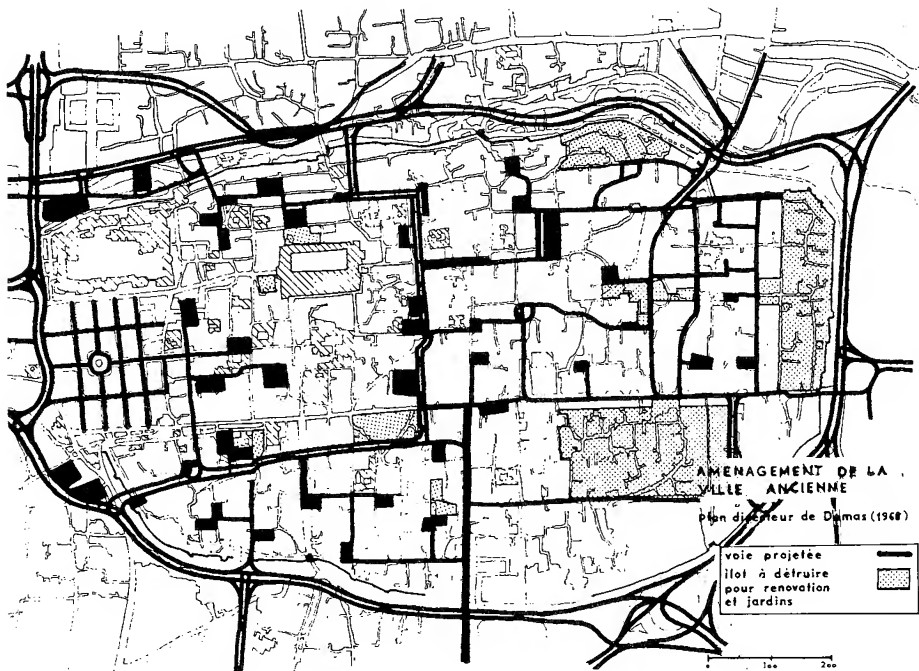 AMENAGEMENT DE LA
VILLE ANCIENNE
plan directeur de Damas (1968)
voie projetée
ilot à détruire
pour renovation
et jardins
0 100 200